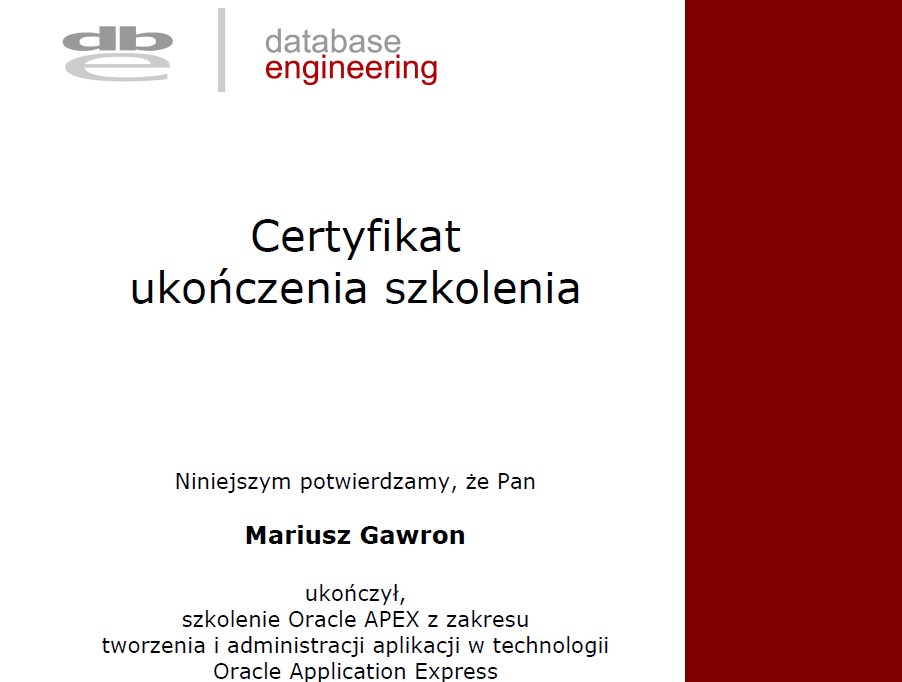 dbe
database
engineering
Certyfikat
ukończenia szkolenia
Niniejszym potwierdzamy, że Pan
Mariusz Gawron
ukończył,
szkolenie Oracle APEX z zakresu
tworzenia i administracji aplikacji w technologii
Oracle Application Express